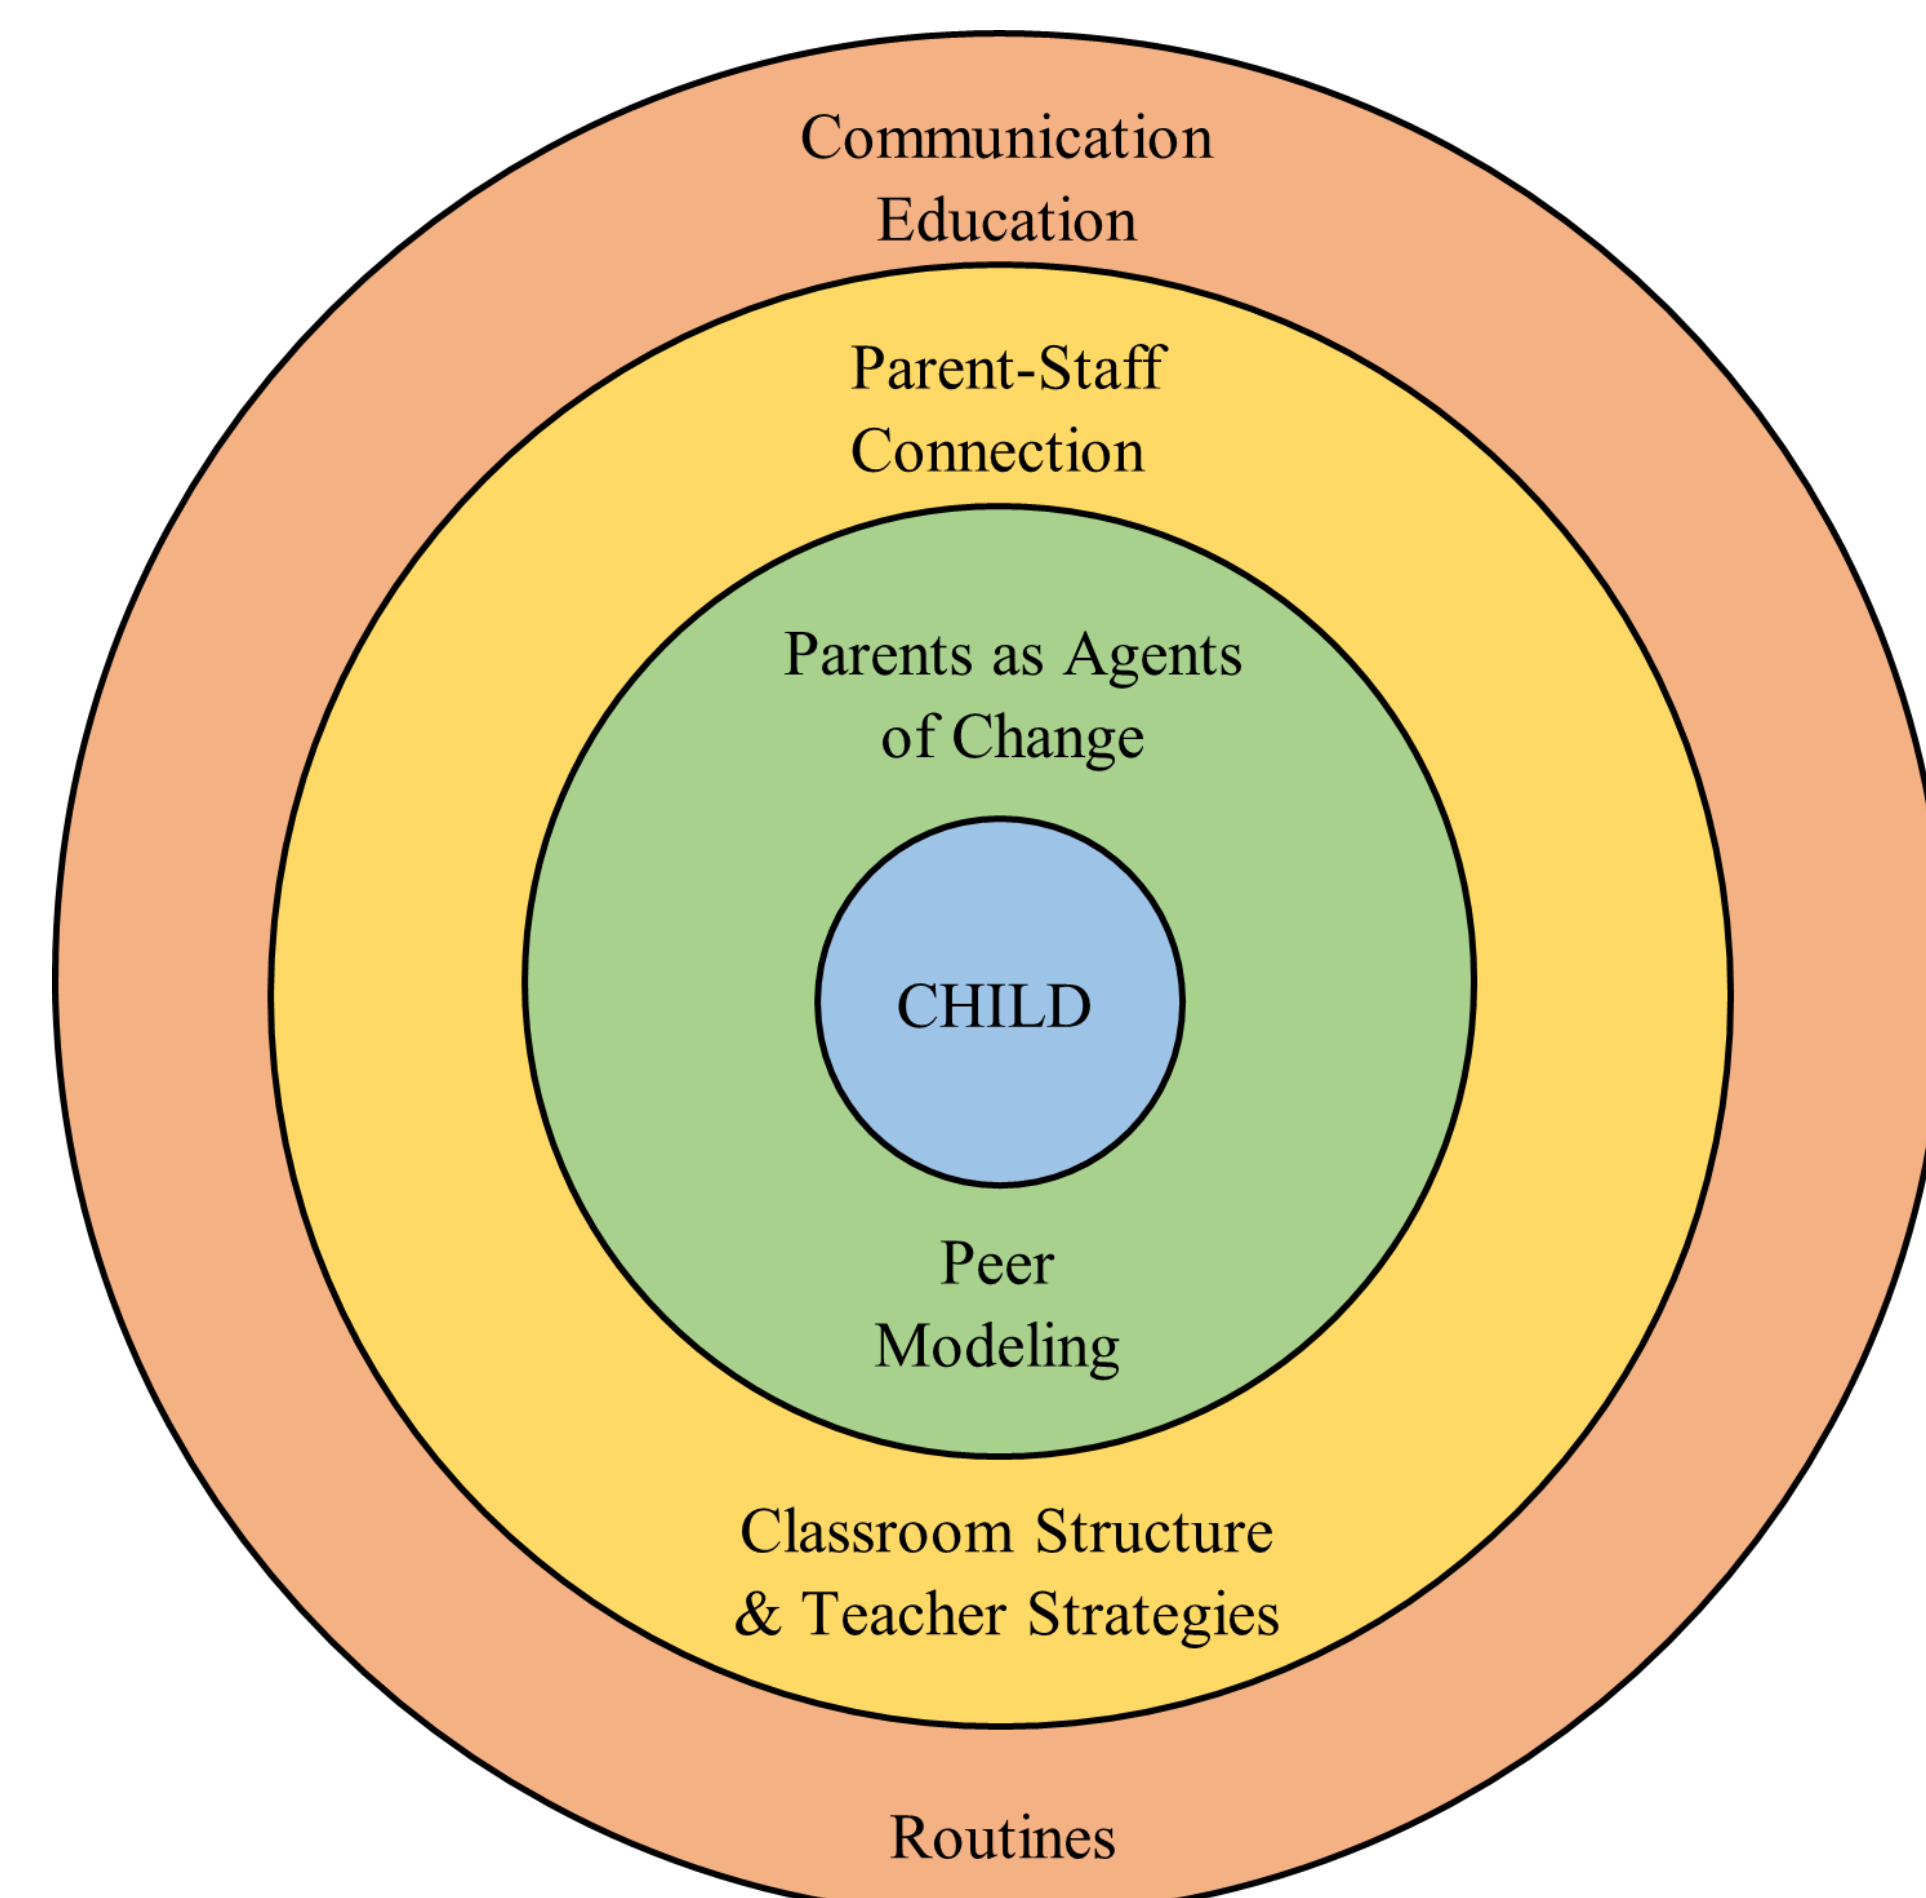 Communication
Education
Parent-Staff
Connection
Parents as Agents
of Change
CHILD
Peer
Modeling
Classroom Structure
& Teacher Strategies
Routines